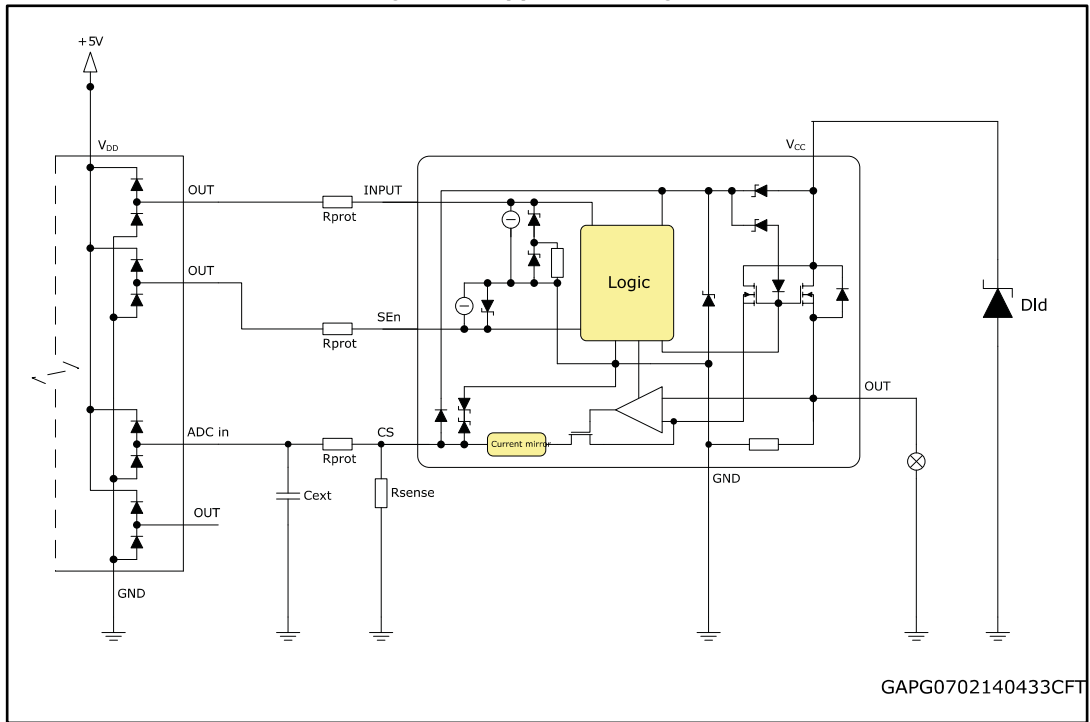 +5V
VDD
VCC
OUT
Rprot
INPUT
OUT
Rprot
SEn
Logic
Dld
OUT
ADC in
Rprot
CS
Current mirror
Cext
Rsense
GND
OUT
GND
GAPG0702140433CFT